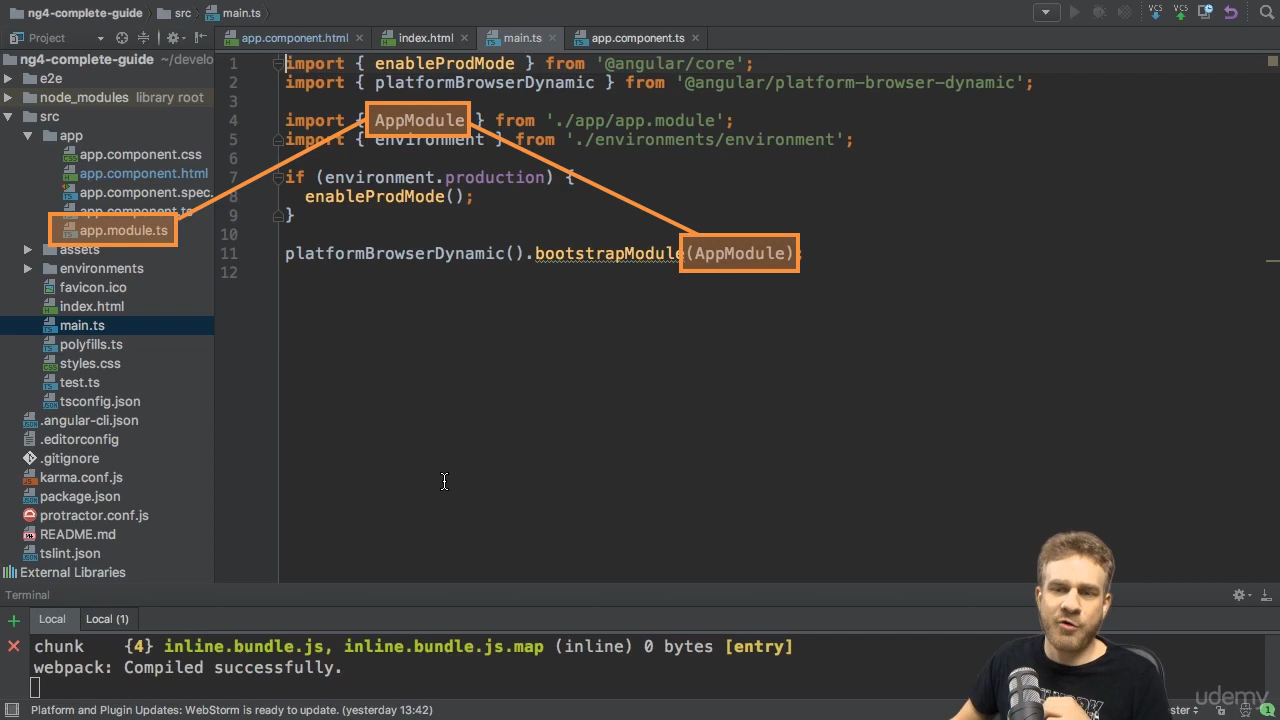 ng4-complete-guide src main.ts
VCS VCS
Project app.component.html index.html main.ts app.component.ts
ng4-complete-guide ~/develo
e2e
node_modules library root
src
app
app.component.css
app.component.html
app.component.spec.
app.component.ts
app.module.ts
assets
environments
favicon.ico
index.html
main.ts
polyfills.ts
styles.css
test.ts
tsconfig.json
.angular-cli.json
.editorconfig
.gitignore
karma.conf.js
package.json
protractor.conf.js
README.md
tslint.json
External Libraries
1 import { enableProdMode } from '@angular/core';
2 import { platformBrowserDynamic } from '@angular/platform-browser-dynamic';
3
4 import { AppModule } from './app/app.module';
5 import { environment } from './environments/environment';
6
7 if (environment.production) {
8 enableProdMode();
9 }
10
11 platformBrowserDynamic().bootstrapModule(AppModule);
12
Terminal
Local Local (1)
chunk {4} inline.bundle.js, inline.bundle.js.map (inline) 0 bytes [entry]
webpack: Compiled successfully.
Platform and Plugin Updates: WebStorm is ready to update. (yesterday 13:42)
ster
1
udemy